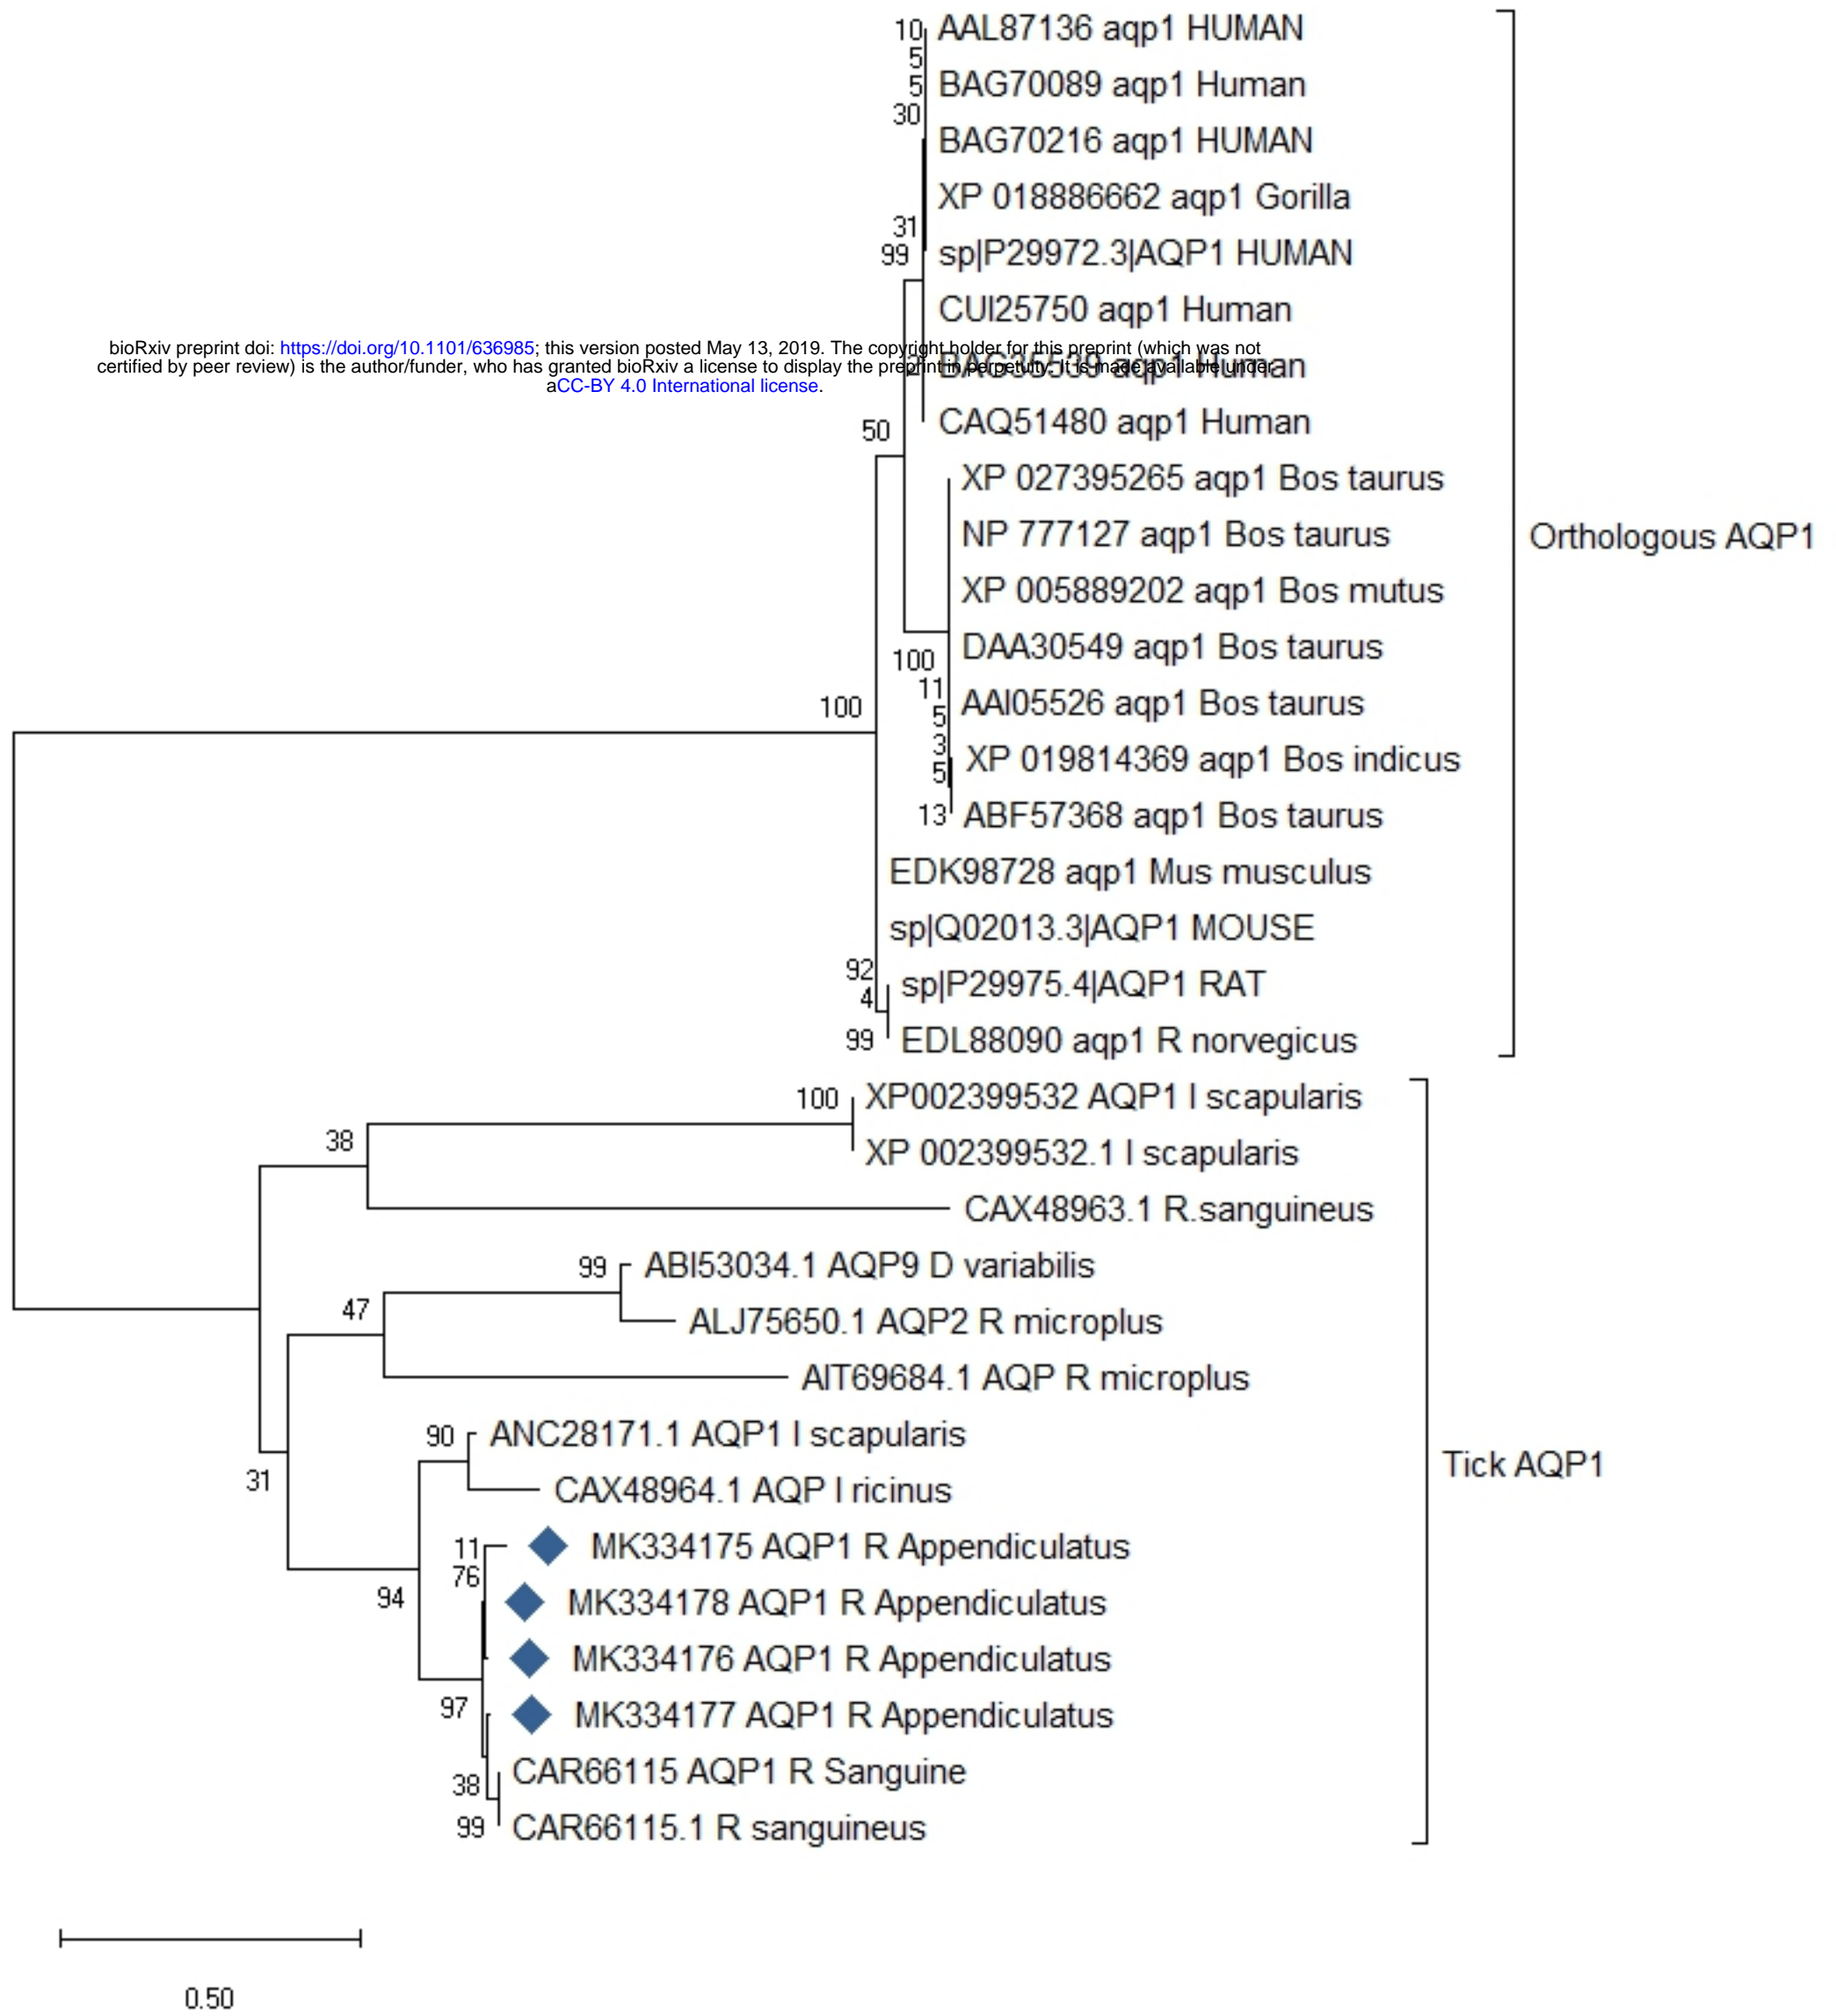 10 AAL87136 aqp1 HUMAN
5
5 BAG70089 aqp1 Human
30
BAG70216 aqp1 HUMAN
XP 018886662 aqp1 Gorilla
31
99 sp|P29972.3|AQP1 HUMAN
CUI25750 aqp1 Human
bioRxiv preprint doi: https://doi.org/10.1101/636985; this version posted May 13, 2019. The copyright holder for this preprint (which was not
certified by peer review) is the author/funder, who has granted bioRxiv a license to display the preprint in perpetuity. It is made available under
aCC-BY 4.0 International license.
2 BAG35539 aqp1 Human
CAQ51480 aqp1 Human
50
XP 027395265 aqp1 Bos taurus
NP 777127 aqp1 Bos taurus
Orthologous AQP1
XP 005889202 aqp1 Bos mutus
DAA30549 aqp1 Bos taurus
100
11
AAI05526 aqp1 Bos taurus
5
100
3
XP 019814369 aqp1 Bos indicus
5
13 ABF57368 aqp1 Bos taurus
EDK98728 aqp1 Mus musculus
sp|Q02013.3|AQP1 MOUSE
92
sp|P29975.4|AQP1 RAT
4
99 EDL88090 aqp1 R norvegicus
100 XP002399532 AQP1 I scapularis
38
XP 002399532.1 I scapularis
CAX48963.1 R.sanguineus
99 ABI53034.1 AQP9 D variabilis
47
ALJ75650.1 AQP2 R microplus
AIT69684.1 AQP R microplus
90 ANC28171.1 AQP1 I scapularis
Tick AQP1
31
CAX48964.1 AQP I ricinus
11 MK334175 AQP1 R Appendiculatus
76
94
MK334178 AQP1 R Appendiculatus
MK334176 AQP1 R Appendiculatus
97
MK334177 AQP1 R Appendiculatus
CAR66115 AQP1 R Sanguine
38
99 CAR66115.1 R sanguineus
0.50